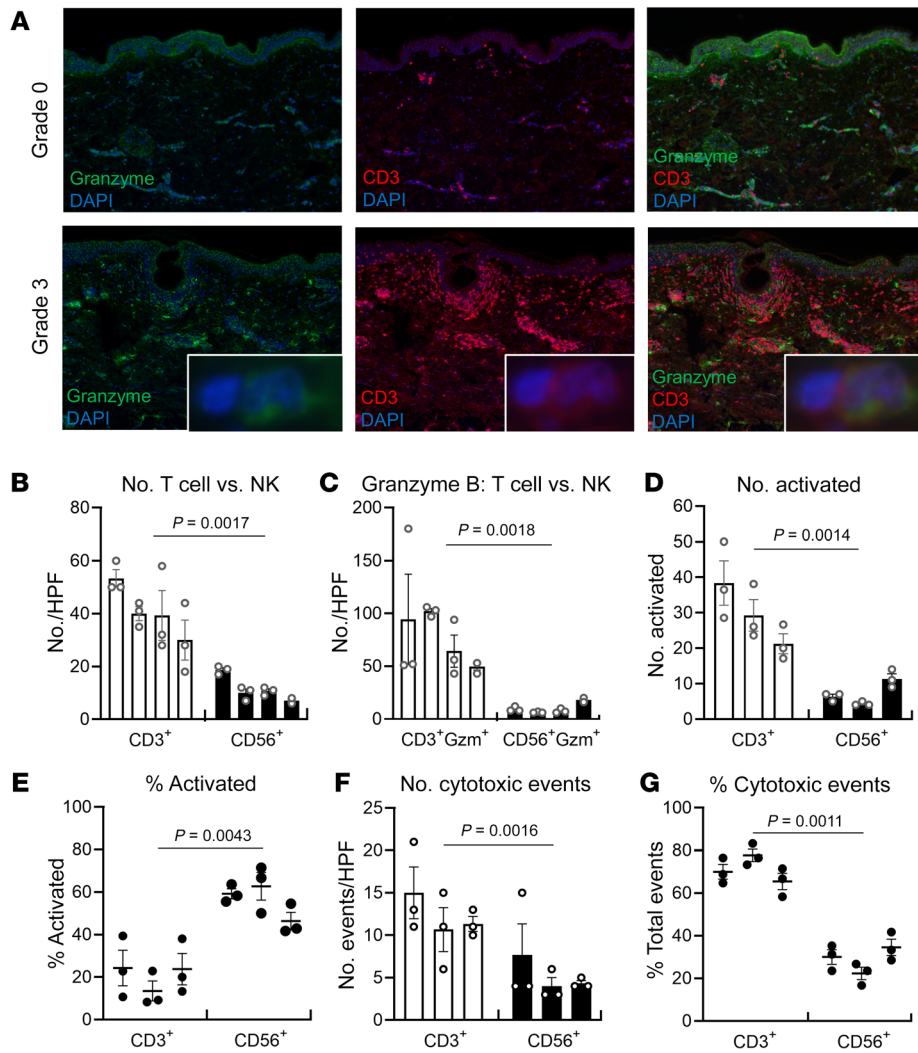 A
Grade 0
Granzyme
DAPI
CD3
DAPI
Granzyme
CD3
DAPI
Grade 3
Granzyme
DAPI
CD3
DAPI
Granzyme
CD3
DAPI
B
No. T cell vs. NK
No./HPF
80
60
40
20
0
P = 0.0017
CD3⁺
CD56⁺
C
Granzyme B: T cell vs. NK
No./HPF
200
150
100
50
0
P = 0.0018
CD3⁺Gzm⁺
CD56⁺Gzm⁺
D
No. activated
No. activated
60
50
40
30
20
10
0
P = 0.0014
CD3⁺
CD56⁺
E
% Activated
% Activated
100
80
60
40
20
0
P = 0.0043
CD3⁺
CD56⁺
F
No. cytotoxic events
No. events/HPF
25
20
15
10
5
0
P = 0.0016
CD3⁺
CD56⁺
G
% Cytotoxic events
% Total events
100
80
60
40
20
0
P = 0.0011
CD3⁺
CD56⁺